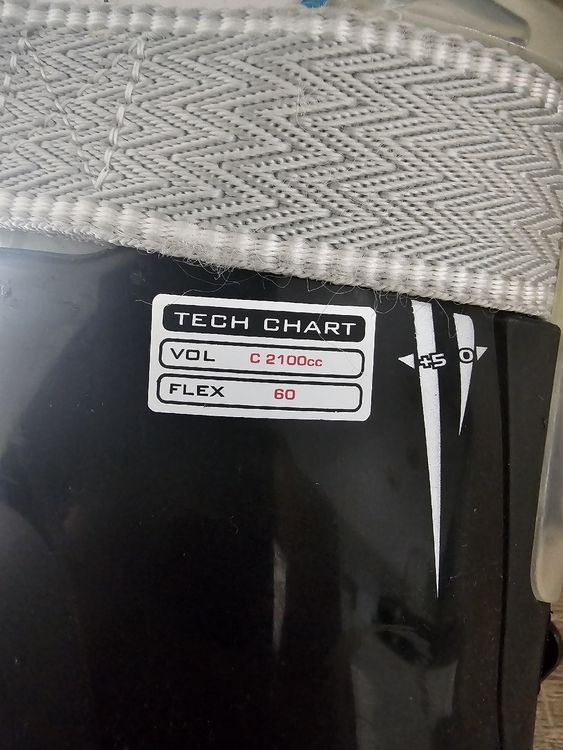 TECH CHART
VOL C 2100cc
FLEX 60
+5 0